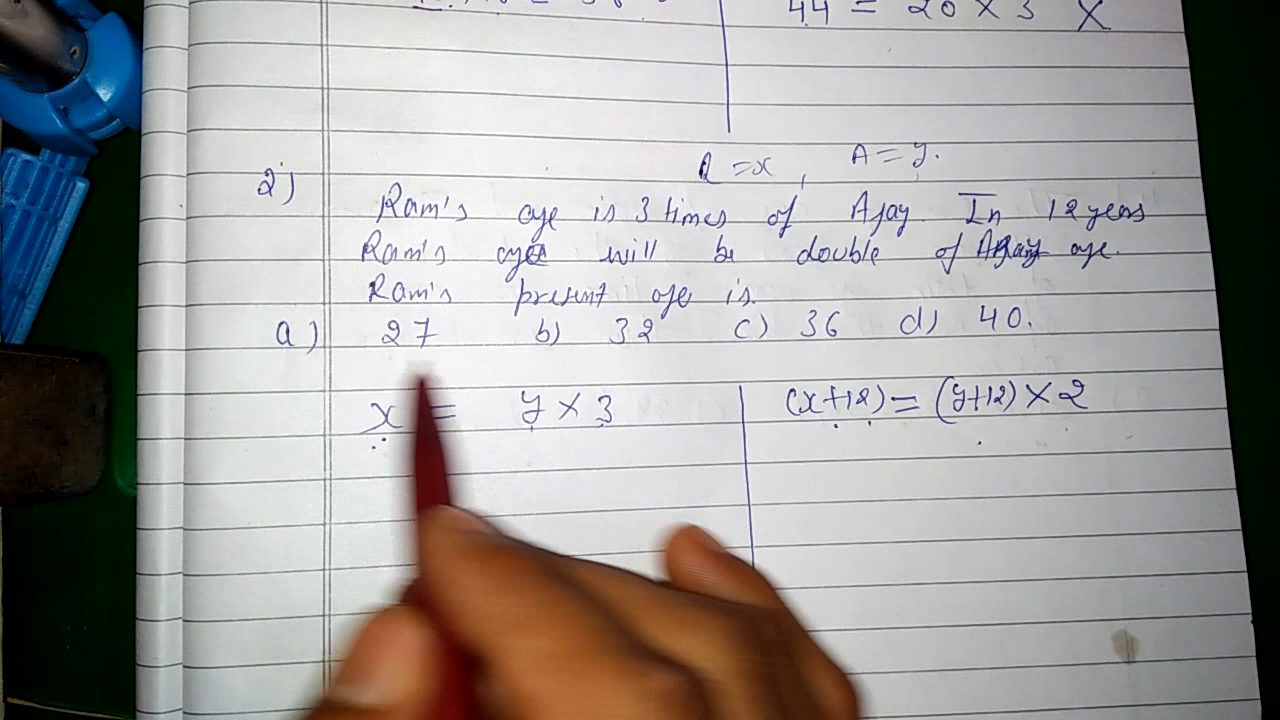 44 = 20 × 3 X
R = x, A = y.
2) Ram's age is 3 times of Ajay. In 12 years
Ram's age will be double of Ajay age.
Ram's present age is.
a) 27 b) 32 c) 36 d) 40.
x = y × 3 (x+12) = (y+12) × 2